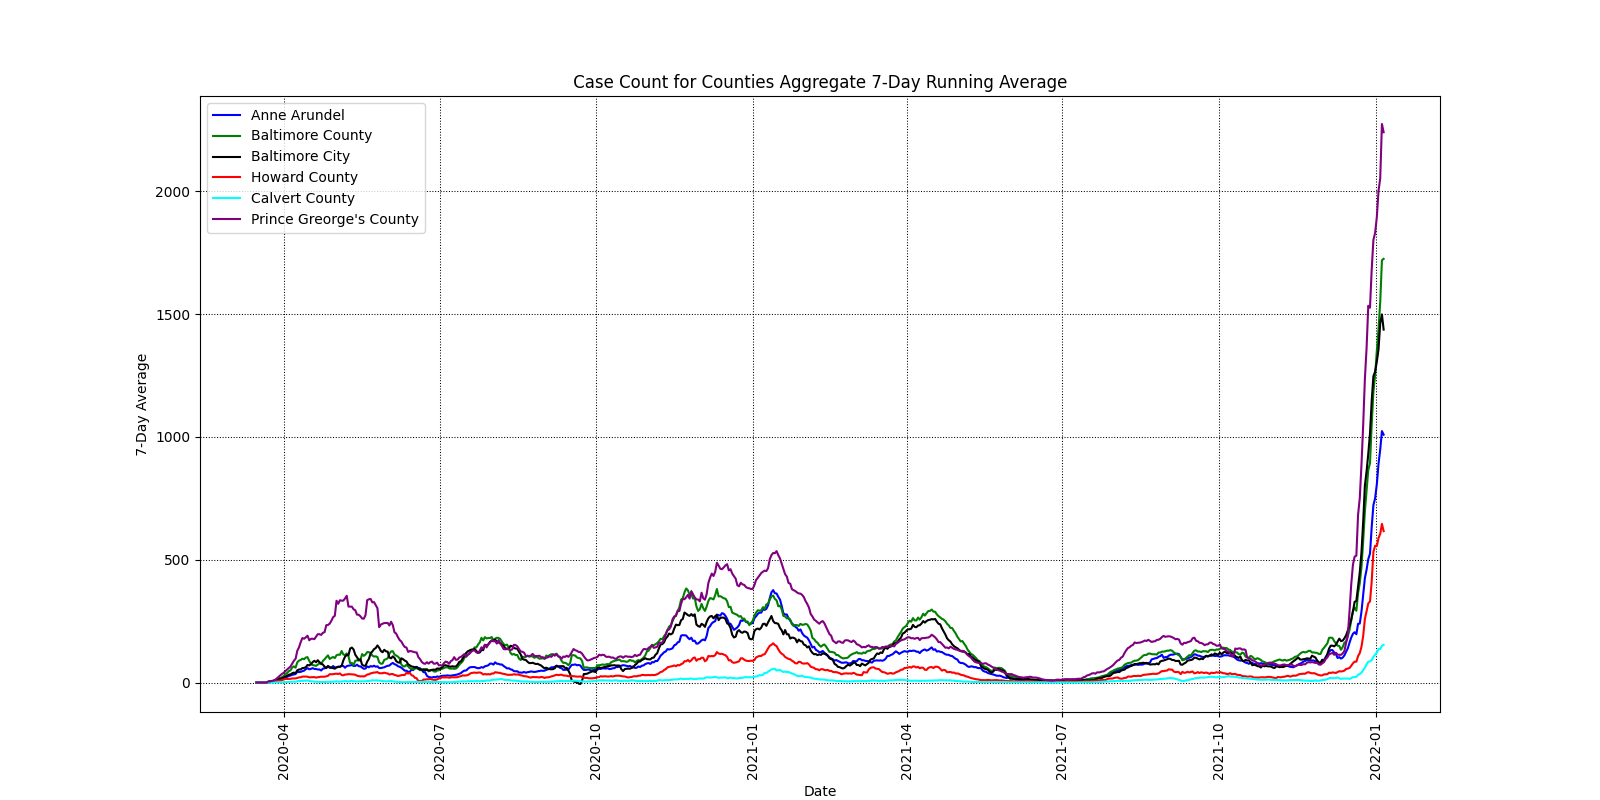 Case Count for Counties Aggregate 7-Day Running Average
Anne Arundel
Baltimore County
Baltimore City
Howard County
Calvert County
Prince Greorge's County
7-Day Average
2000
1500
1000
500
0
2020-04
2020-07
2020-10
2021-01
2021-04
2021-07
2021-10
2022-01
Date